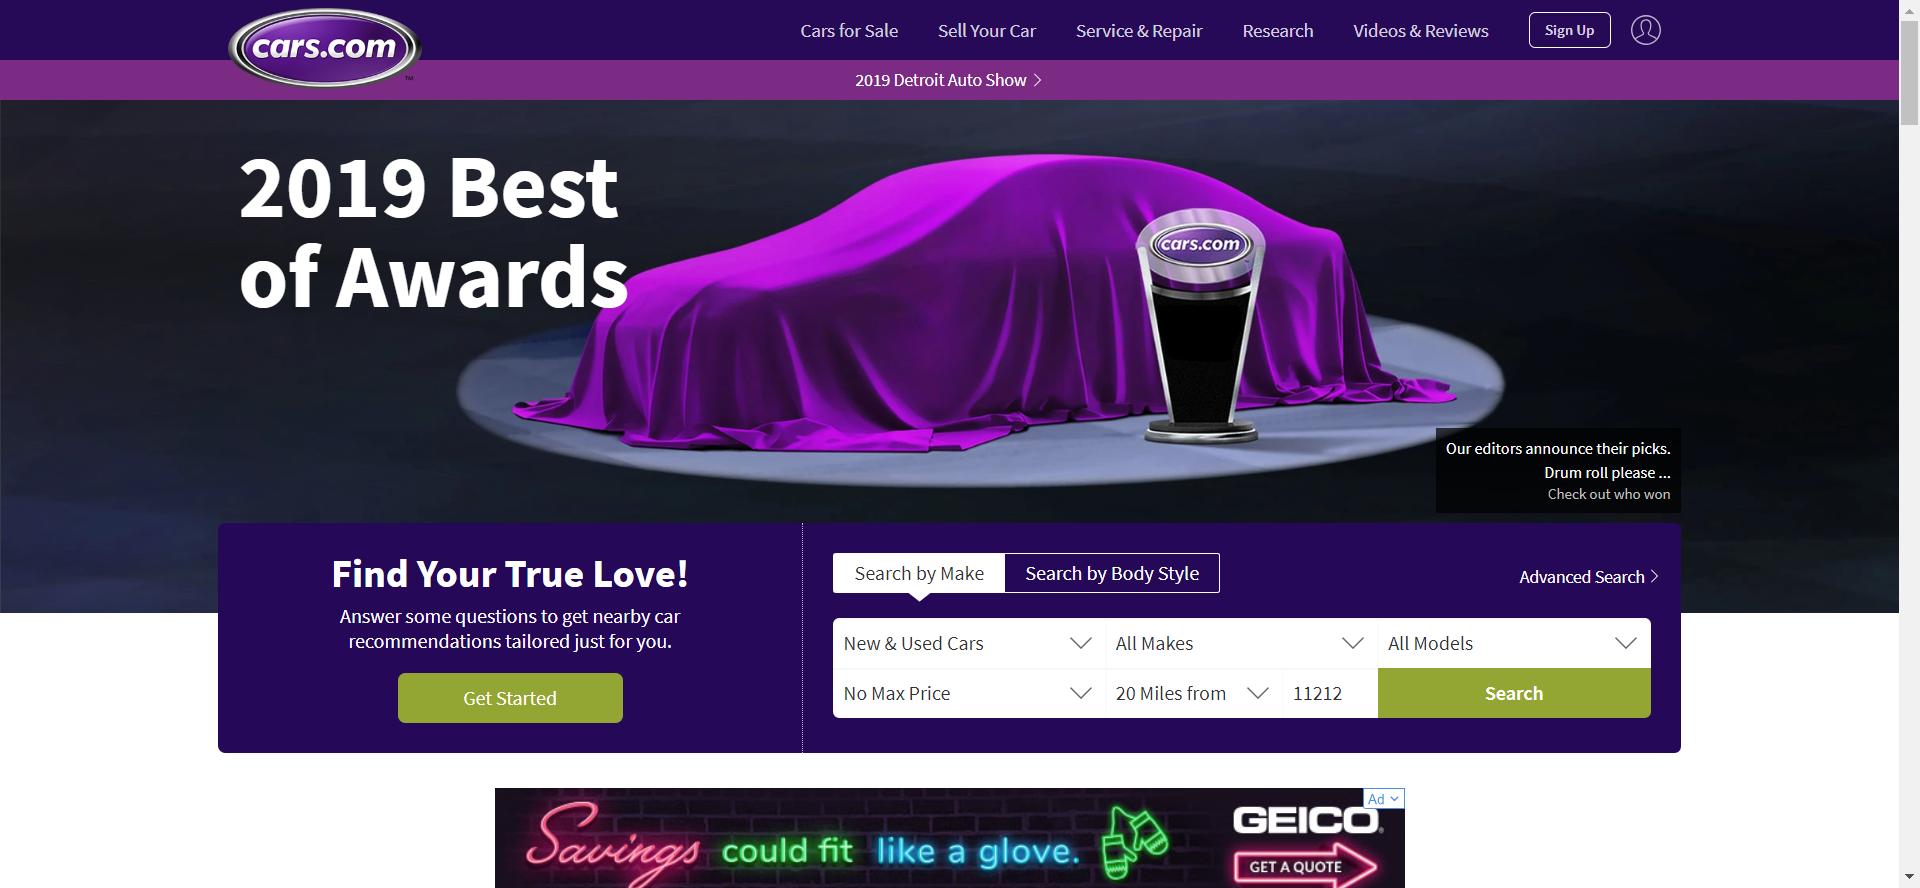 cars.com
TM
Cars for Sale
Sell Your Car
Service & Repair
Research
Videos & Reviews
Sign Up
2019 Detroit Auto Show
2019 Best
of Awards
cars.com
Our editors announce their picks.
Drum roll please ...
Check out who won
Find Your True Love!
Answer some questions to get nearby car
recommendations tailored just for you.
Get Started
Search by Make
Search by Body Style
Advanced Search
New & Used Cars
All Makes
All Models
No Max Price
20 Miles from
11212
Search
Ad
Savings could fit like a glove.
GEICO
GET A QUOTE